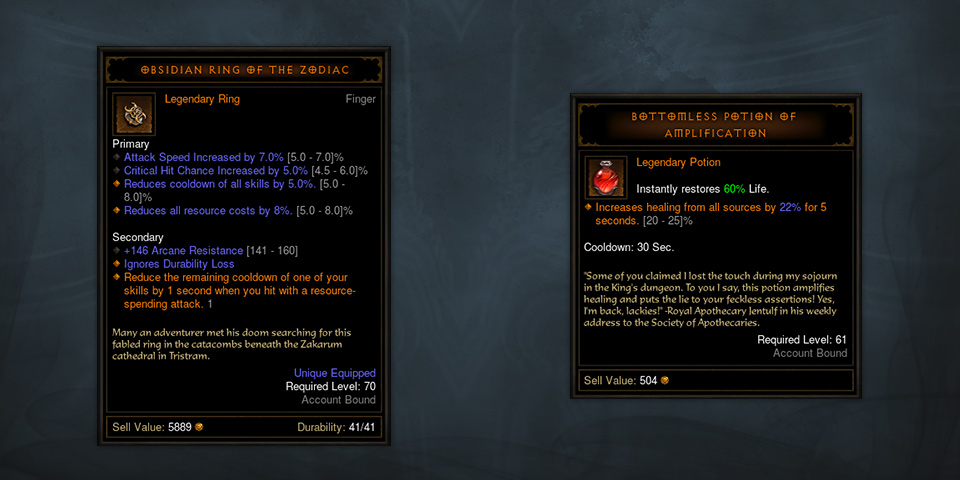 OBSIDIAN RING OF THE ZODIAC
Legendary Ring
Finger
Primary
Attack Speed Increased by 7.0% [5.0 - 7.0]%
Critical Hit Chance Increased by 5.0% [4.5 - 6.0]%
Reduces cooldown of all skills by 5.0%. [5.0 -
8.0]%
Reduces all resource costs by 8%. [5.0 - 8.0]%
Secondary
+146 Arcane Resistance [141 - 160]
Ignores Durability Loss
Reduce the remaining cooldown of one of your
skills by 1 second when you hit with a resource-
spending attack. 1
Many an adventurer met his doom searching for this
fabled ring in the catacombs beneath the Zakarum
cathedral in Tristram.
Unique Equipped
Required Level: 70
Account Bound
Sell Value: 5889
Durability: 41/41
BOTTOMLESS POTION OF
AMPLIFICATION
Legendary Potion
Instantly restores 60% Life.
Increases healing from all sources by 22% for 5
seconds. [20 - 25]%
Cooldown: 30 Sec.
"Some of you claimed I lost the touch during my sojourn
in the King's dungeon. To you I say, this potion amplifies
healing and puts the lie to your feckless assertions! Yes,
I'm back, lackies!" -Royal Apothecary Jentulf in his weekly
address to the Society of Apothecaries.
Required Level: 61
Account Bound
Sell Value: 504